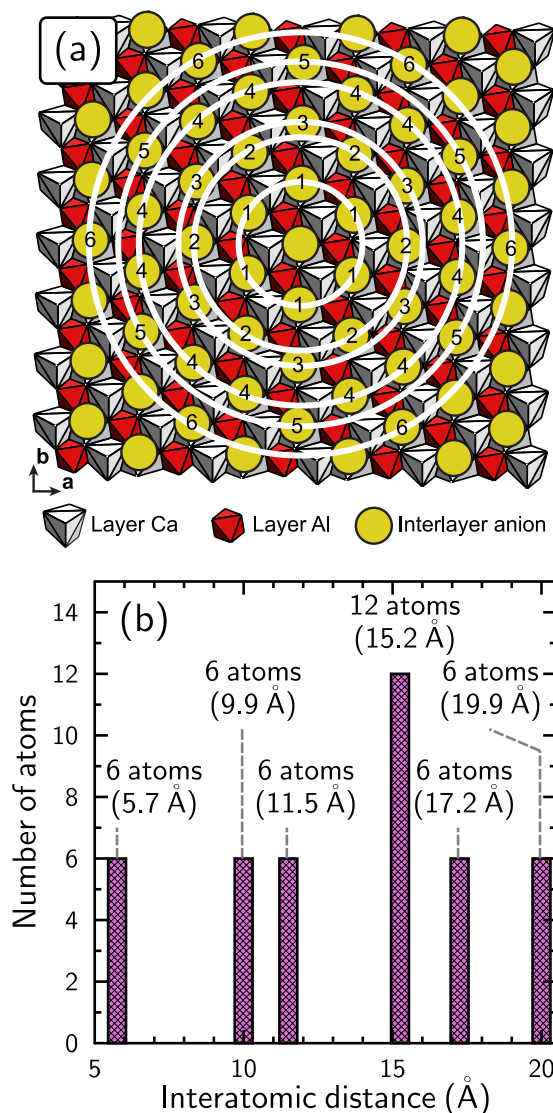 (a)
6 5 6
4 4
4 3 4
5 2 2 5
3 1 3
4 1 1 4
6 2 2 6
4 1 1 4
3 1 3
5 2 2 5
4 3 4
4 4
6 5 6
b
a
Layer Ca
Layer Al
Interlayer anion
(b)
12 atoms
(15.2 Å)
6 atoms
(9.9 Å)
6 atoms
(19.9 Å)
6 atoms
(5.7 Å)
6 atoms
(11.5 Å)
6 atoms
(17.2 Å)
Number of atoms
14
12
10
8
6
4
2
0
5 10 15 20
Interatomic distance (Å)